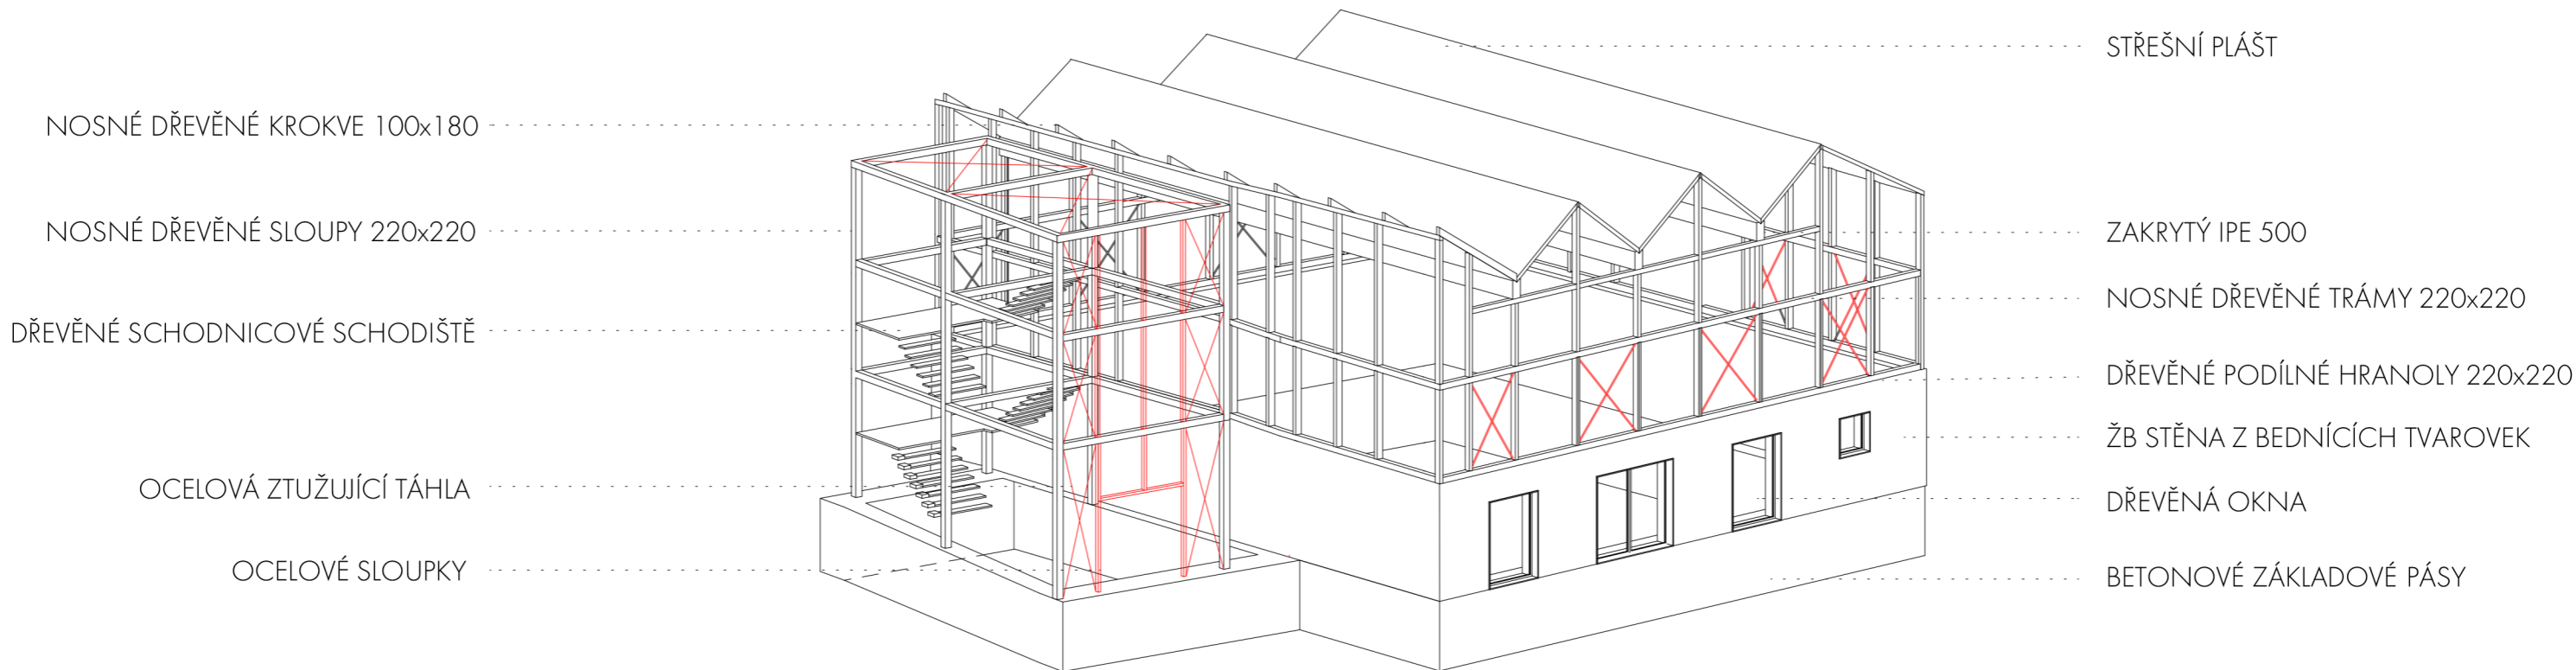 NOSNÉ DŘEVĚNÉ KROKVE 100x180
NOSNÉ DŘEVĚNÉ SLOUPY 220x220
DŘEVĚNÉ SCHODNICOVÉ SCHODIŠTĚ
OCELOVÁ ZTUŽUJÍCÍ TÁHLA
OCELOVÉ SLOUPKY
STŘEŠNÍ PLÁŠT
ZAKRYTÝ IPE 500
NOSNÉ DŘEVĚNÉ TRÁMY 220x220
DŘEVĚNÉ PODÍLNÉ HRANOLY 220x220
ŽB STĚNA Z BEDNÍCÍCH TVAROVEK
DŘEVĚNÁ OKNA
BETONOVÉ ZÁKLADOVÉ PÁSY